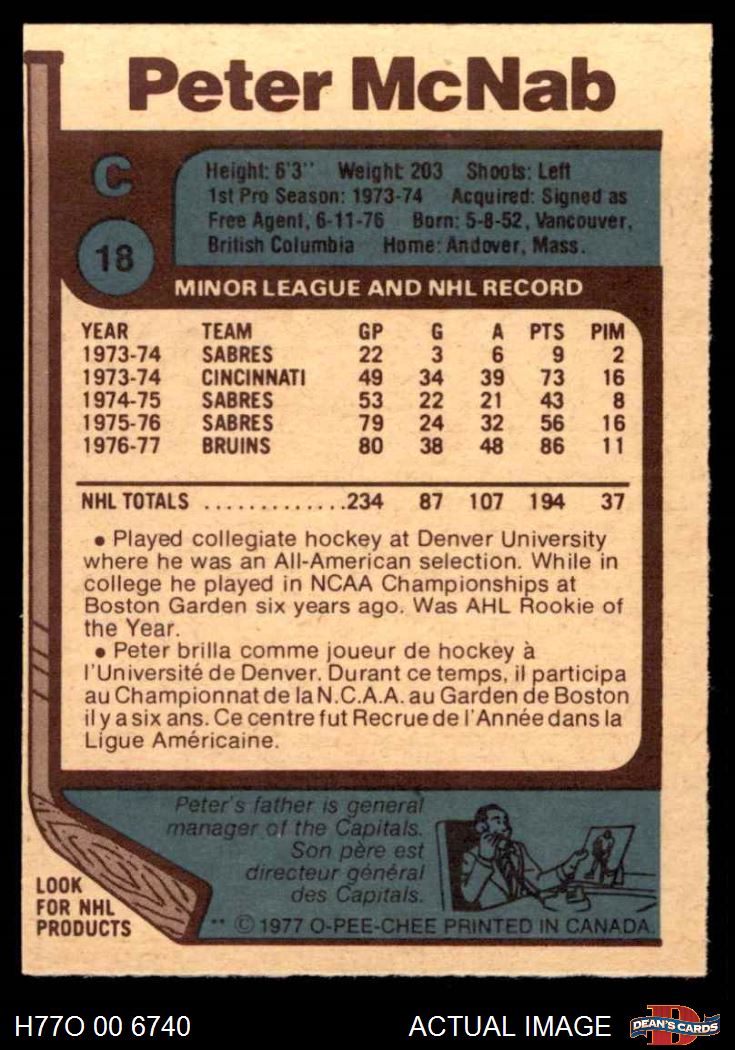 Peter McNab
C
18
Height: 6'3" Weight: 203 Shoots: Left
1st Pro Season: 1973-74 Acquired: Signed as
Free Agent, 6-11-76 Born: 5-8-52, Vancouver,
British Columbia Home: Andover, Mass.
MINOR LEAGUE AND NHL RECORD
YEAR TEAM GP G A PTS PIM
1973-74 SABRES 22 3 6 9 2
1973-74 CINCINNATI 49 34 39 73 16
1974-75 SABRES 53 22 21 43 8
1975-76 SABRES 79 24 32 56 16
1976-77 BRUINS 80 38 48 86 11
NHL TOTALS ..............234 87 107 194 37
• Played collegiate hockey at Denver University
where he was an All-American selection. While in
college he played in NCAA Championships at
Boston Garden six years ago. Was AHL Rookie of
the Year.
• Peter brilla comme joueur de hockey à
l'Université de Denver. Durant ce temps, il participa
au Championnat de la N.C.A.A. au Garden de Boston
il y a six ans. Ce centre fut Recrue de l'Année dans la
Ligue Américaine.
Peter's father is general
manager of the Capitals.
Son père est
directeur général
des Capitals.
LOOK
FOR NHL
PRODUCTS
** © 1977 O-PEE-CHEE PRINTED IN CANADA.
H77O 00 6740
ACTUAL IMAGE
D
DEAN'S CARDS